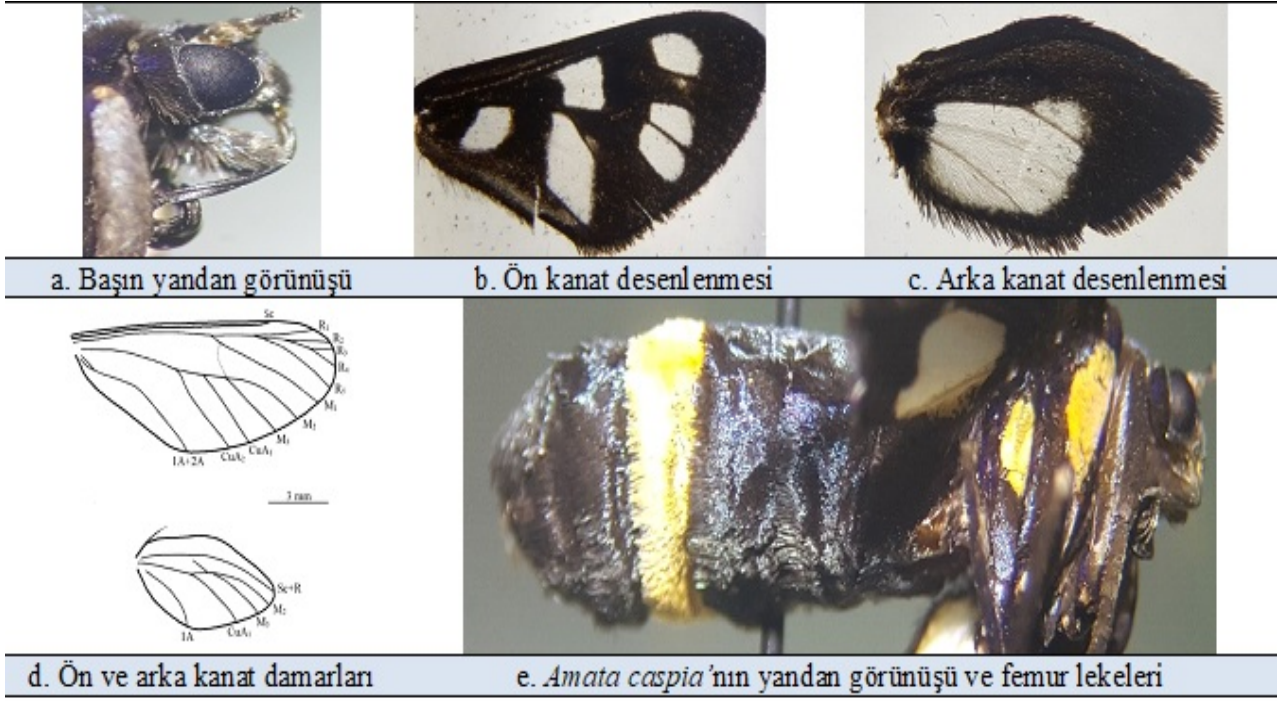 a. Başın yandan görünüşü
b. Ön kanat desenlenmesi
c. Arka kanat desenlenmesi
Sc
R₁
R₂
R₃
R₄
R₅
M₁
M₂
M₃
CuA₁
CuA₂
1A+2A
3 mm
Sc+R
M₂
M₃
CuA₁
1A
d. Ön ve arka kanat damarları
e. Amata caspia'nın yandan görünüşü ve femur lekeleri